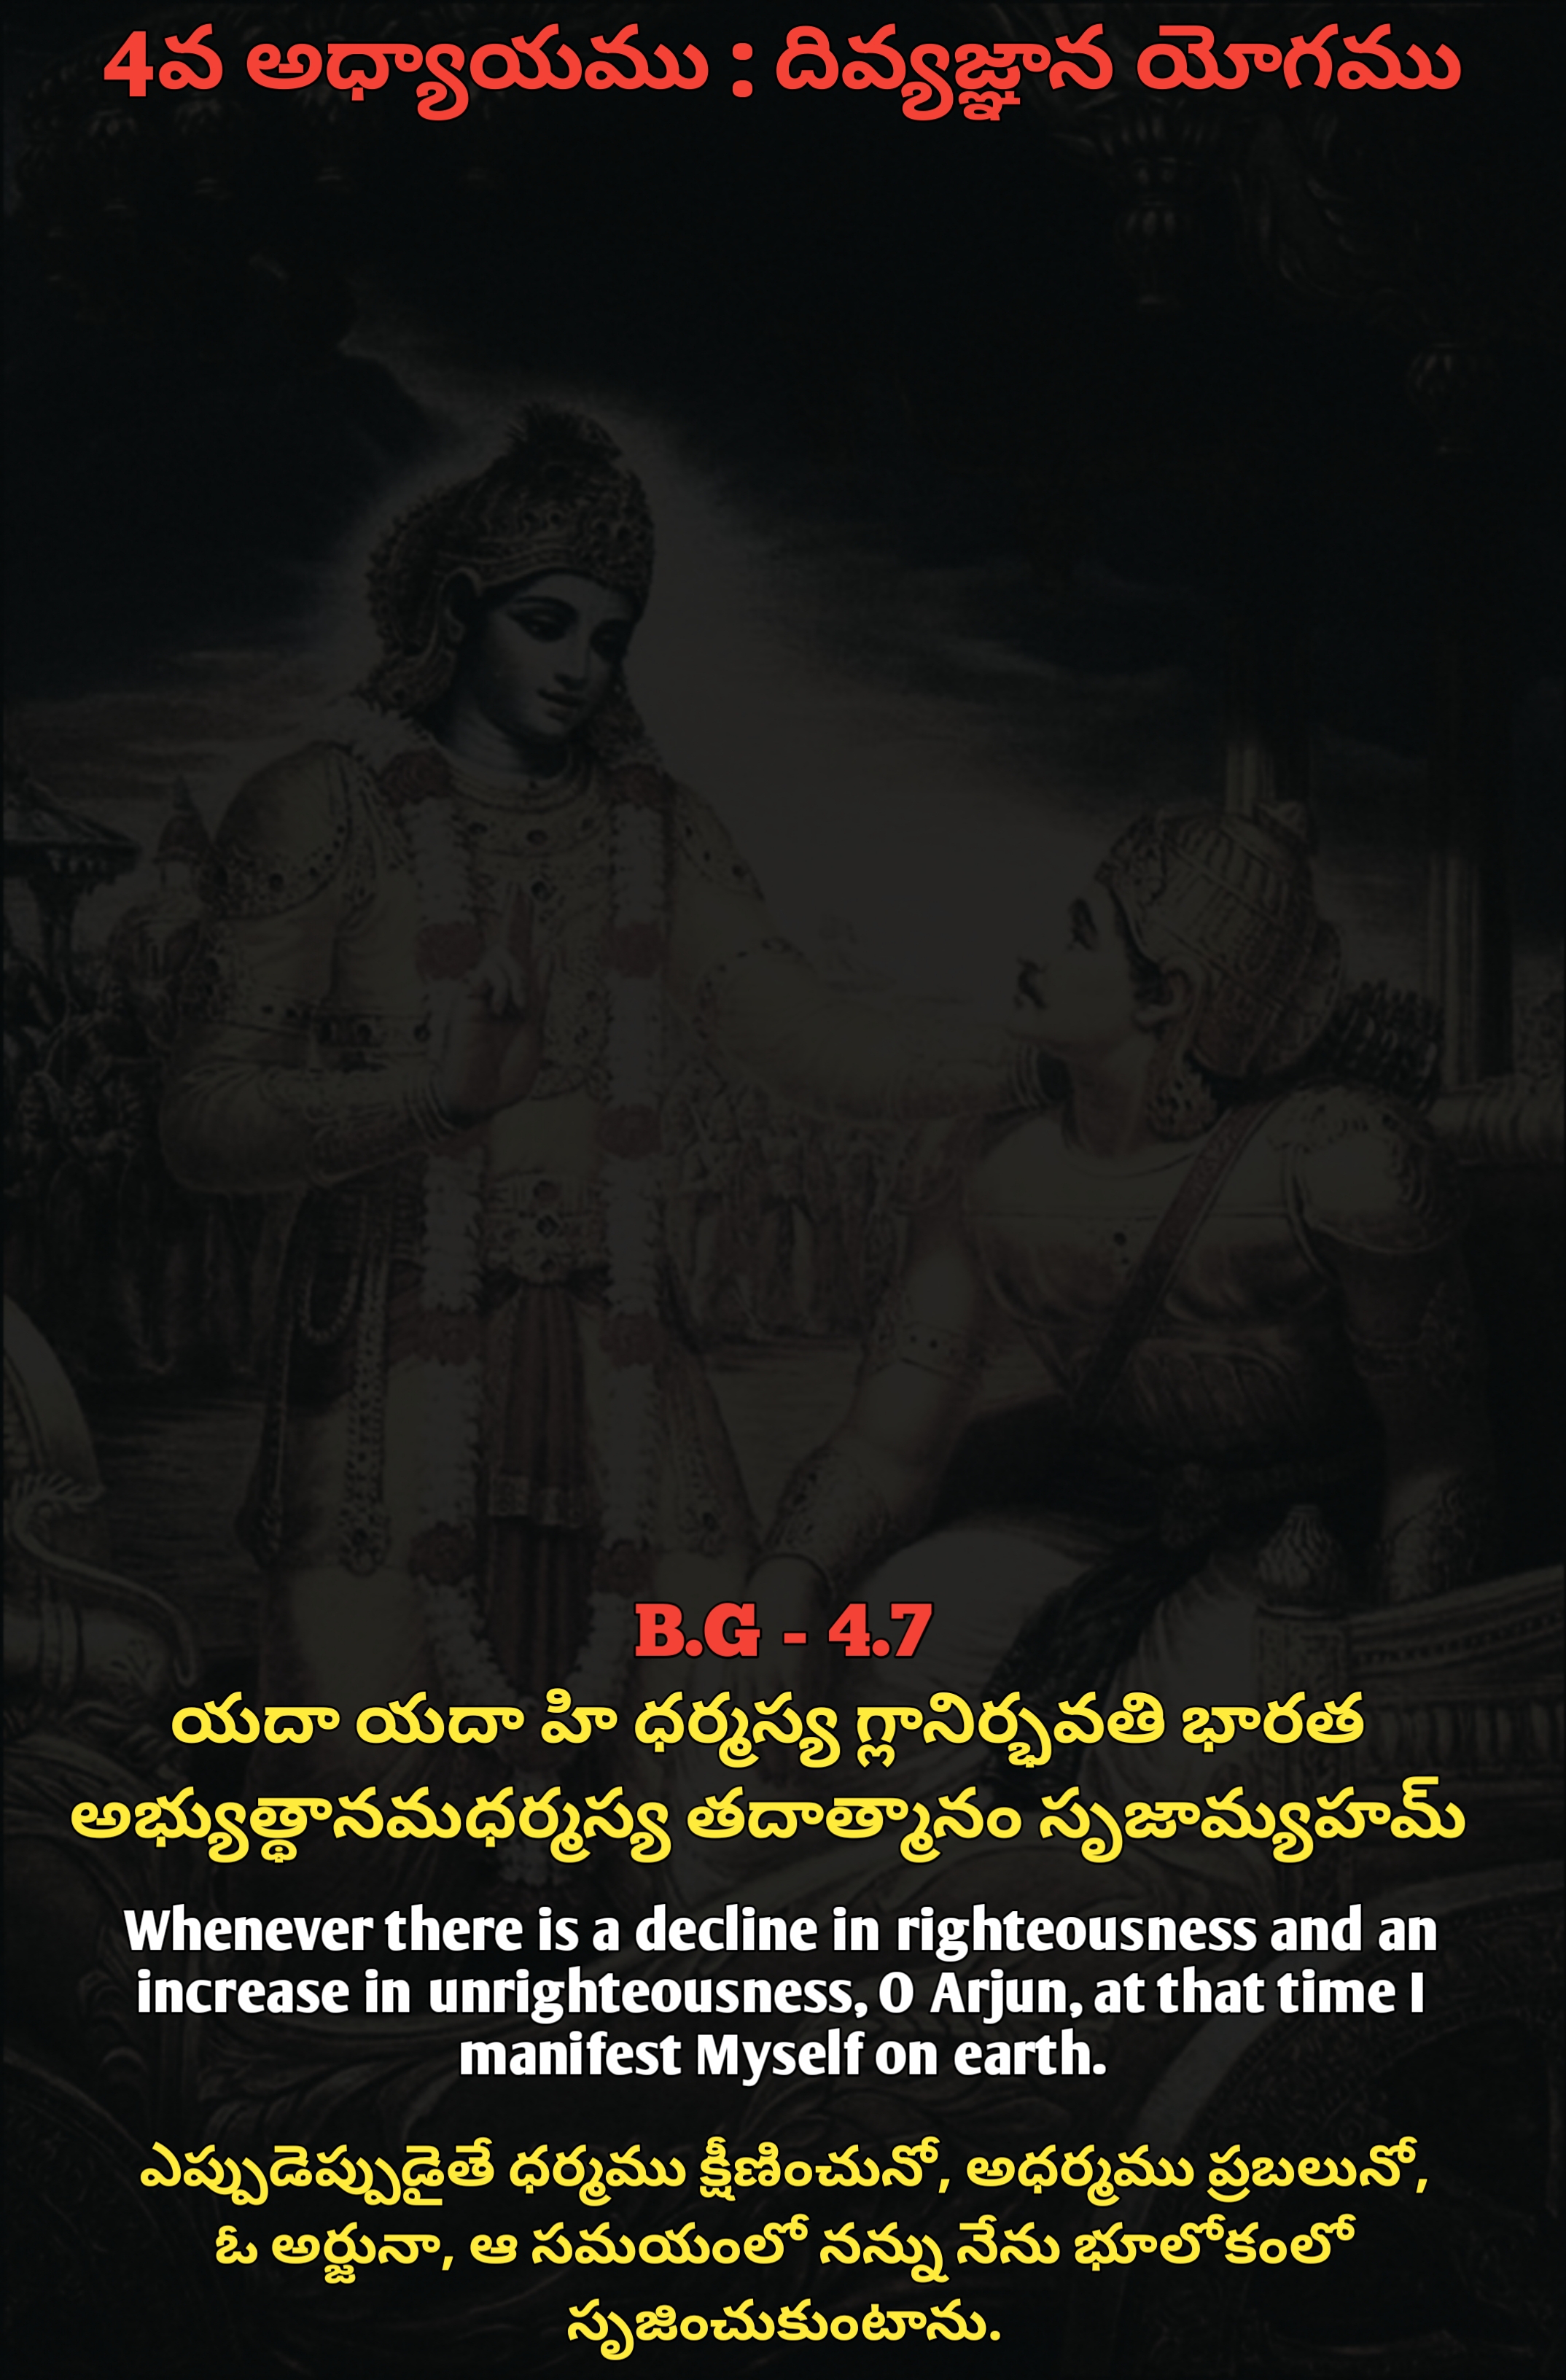 4వ అధ్యాయము : దివ్యజ్ఞాన యోగము
B.G - 4.7
యదా యదా హి ధర్మస్య గ్లానిర్భవతి భారత
అభ్యుత్థానమధర్మస్య తదాత్మానం సృజామ్యహమ్
Whenever there is a decline in righteousness and an
increase in unrighteousness, O Arjun, at that time I
manifest Myself on earth.
ఎప్పుడెప్పుడైతే ధర్మము క్షీణించునో, అధర్మము ప్రబలునో,
ఓ అర్జునా, ఆ సమయంలో నన్ను నేను భూలోకంలో
సృజించుకుంటాను.